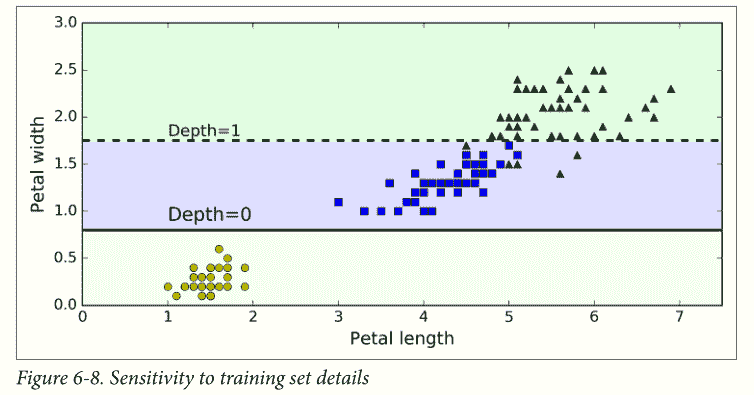 3.0
2.5
2.0
Depth=1
1.5
Petal width
1.0
Depth=0
0.5
0.0
0 1 2 3 4 5 6 7
Petal length
Figure 6-8. Sensitivity to training set details